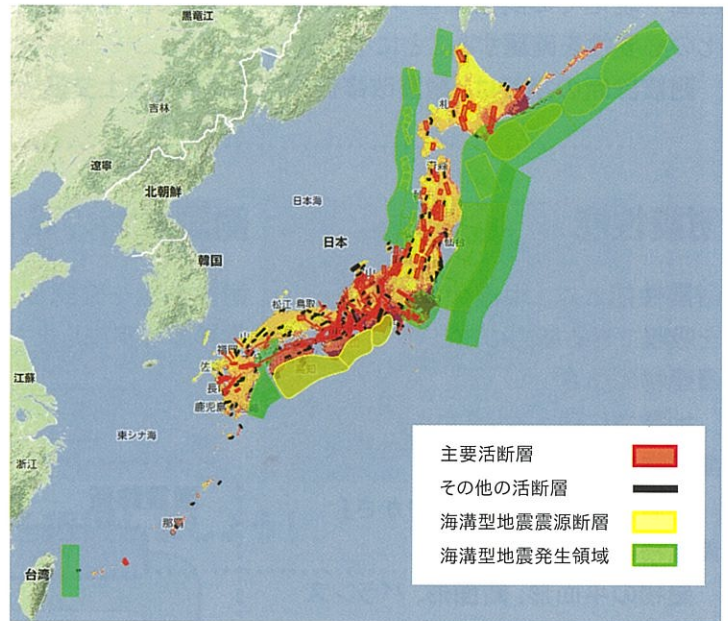 黒竜江
吉林
遼寧
北朝鮮
日本海
日本
韓国
札
仙台
松江 鳥取
山
福岡
佐
長
鹿児島
江蘇
東シナ海
浙江
那覇
台湾
主要活断層
その他の活断層
海溝型地震震源断層
海溝型地震発生領域